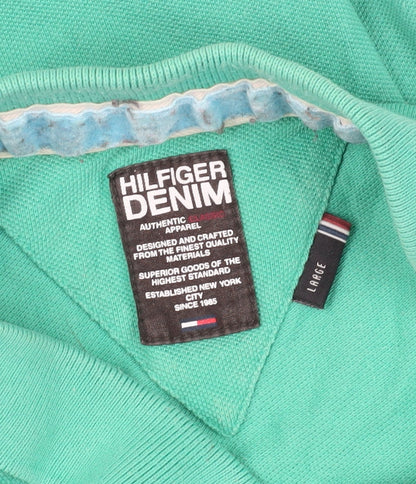 HILFIGER
DENIM
AUTHENTIC CLASSIC
APPAREL
DESIGNED AND CRAFTED
FROM THE FINEST QUALITY
MATERIALS
SUPERIOR GOODS OF THE
HIGHEST STANDARD
ESTABLISHED NEW YORK
CITY
SINCE 1985
LARGE